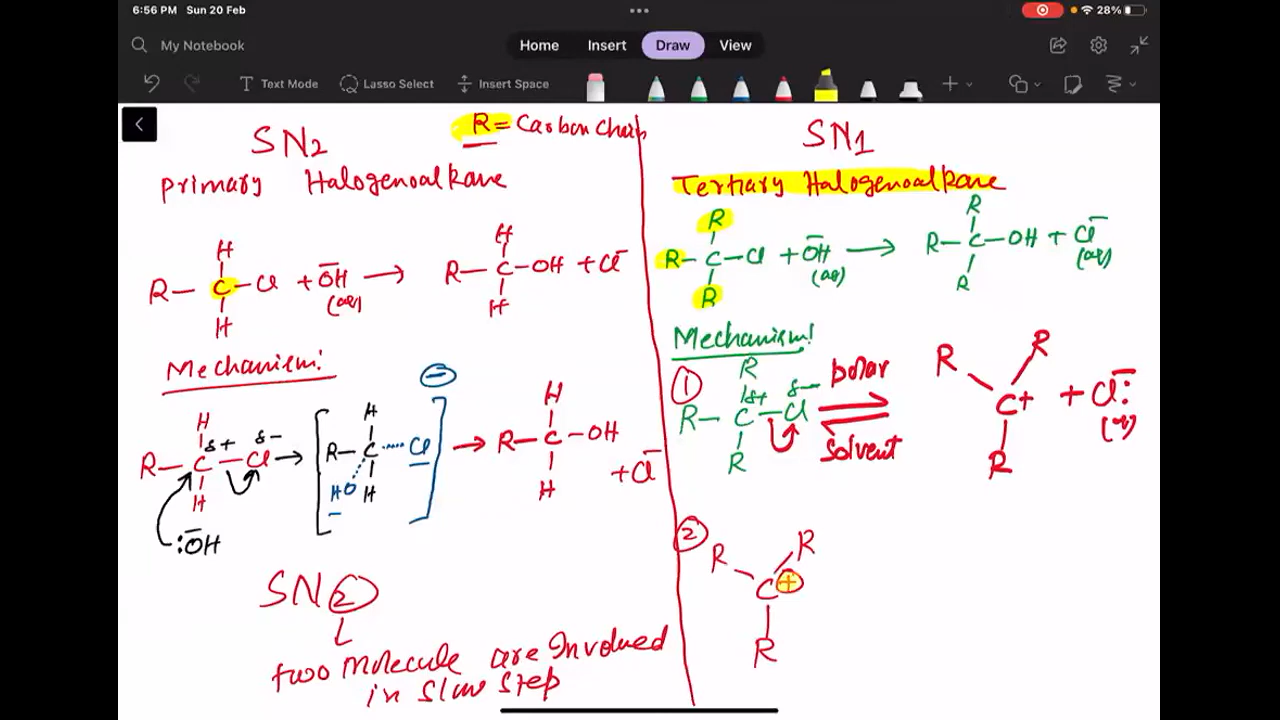 6:56 PM Sun 20 Feb
28%
My Notebook
Home Insert Draw View
Text Mode Lasso Select Insert Space
SN2
R = Carbon Chain
Primary Halogenoalkane
H
R-C-Cl + OH⁻ → R-C-OH + Cl⁻
(aq)
H
Mechanism:
H
R-C-Cl → [R-C····Cl]⁻ → R-C-OH
δ+ δ-
H
HO
+ Cl⁻
:OH⁻
SN2
two molecule are Involved
in Slow Step
SN1
Tertiary Halogenoalkane
R
R-C-Cl + OH⁻ → R-C-OH + Cl⁻
(aq) (aq)
R
Mechanism!
1
R
δ+ δ-
R-C-Cl
R
polar
solvent
R R
C+ + Cl⁻:
R
2
R R
C+
R